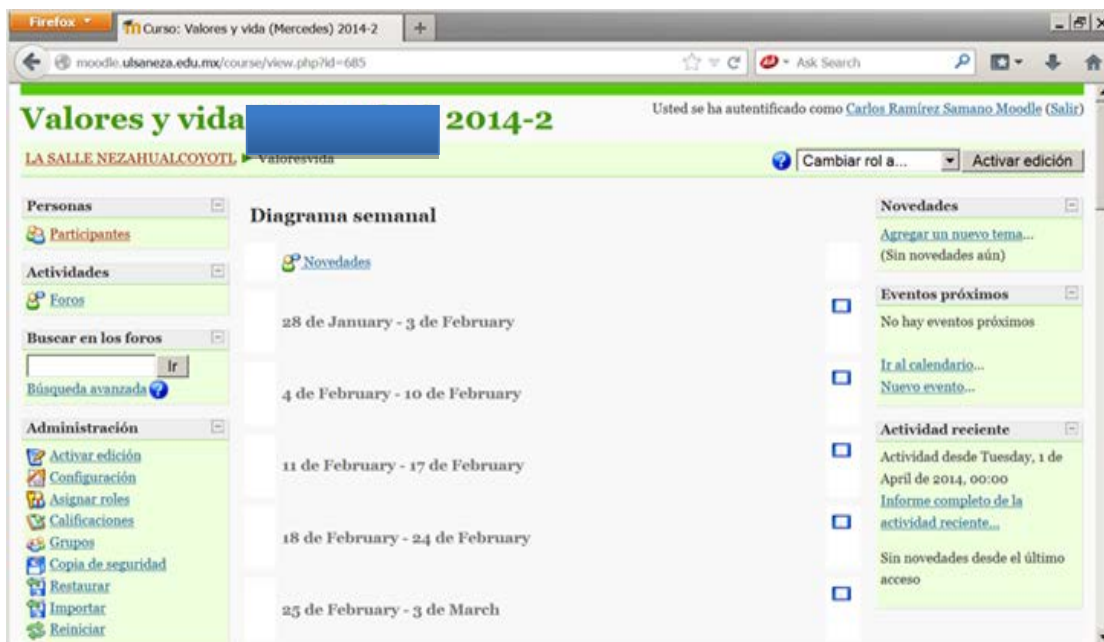 Firefox
Curso: Valores y vida (Mercedes) 2014-2
moodle.ulsaneza.edu.mx/course/view.php?id=685
Ask Search
Valores y vida 2014-2
Usted se ha autentificado como Carlos Ramírez Samano Moodle (Salir)
LA SALLE NEZAHUALCOYOTL ► Valoresvida
Cambiar rol a...
Activar edición
Personas
Participantes
Actividades
Foros
Buscar en los foros
Ir
Búsqueda avanzada
Administración
Activar edición
Configuración
Asignar roles
Calificaciones
Grupos
Copia de seguridad
Restaurar
Importar
Reiniciar
Diagrama semanal
Novedades
28 de January - 3 de February
4 de February - 10 de February
11 de February - 17 de February
18 de February - 24 de February
25 de February - 3 de March
Novedades
Agregar un nuevo tema...
(Sin novedades aún)
Eventos próximos
No hay eventos próximos
Ir al calendario...
Nuevo evento...
Actividad reciente
Actividad desde Tuesday, 1 de
April de 2014, 00:00
Informe completo de la
actividad reciente...
Sin novedades desde el último
acceso